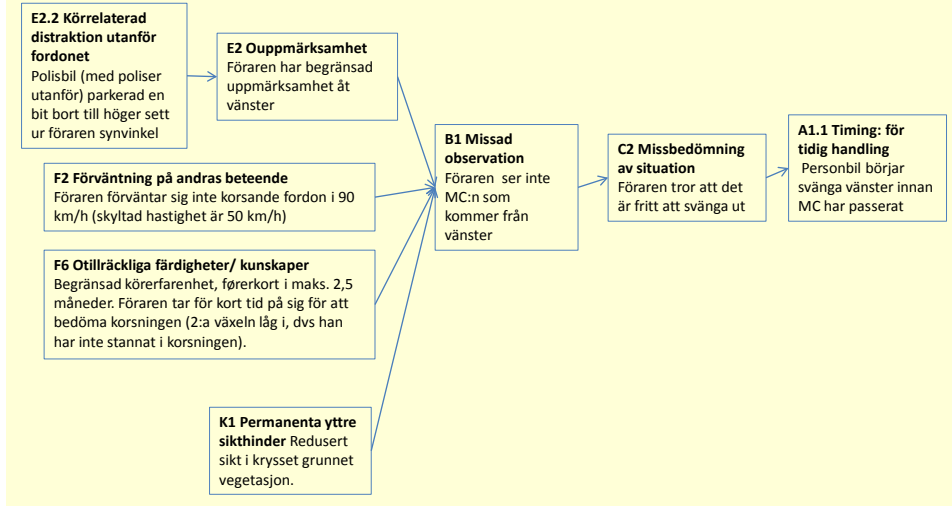 E2.2 Körrelaterad
distraktion utanför
fordonet
Polisbil (med poliser
utanför) parkerad en
bit bort till höger sett
ur föraren synvinkel
E2 Ouppmärksamhet
Föraren har begränsad
uppmärksamhet åt
vänster
F2 Förväntning på andras beteende
Föraren förväntar sig inte korsande fordon i 90
km/h (skyltad hastighet är 50 km/h)
F6 Otillräckliga färdigheter/ kunskaper
Begränsad körerfarenhet, førerkort i maks. 2,5
måneder. Föraren tar för kort tid på sig för att
bedöma korsningen (2:a växeln låg i, dvs han
har inte stannat i korsningen).
K1 Permanenta yttre
sikthinder Redusert
sikt i krysset grunnet
vegetasjon.
B1 Missad
observation
Föraren ser inte
MC:n som
kommer från
vänster
C2 Missbedömning
av situation
Föraren tror att det
är fritt att svänga ut
A1.1 Timing: för
tidig handling
Personbil börjar
svänga vänster innan
MC har passerat